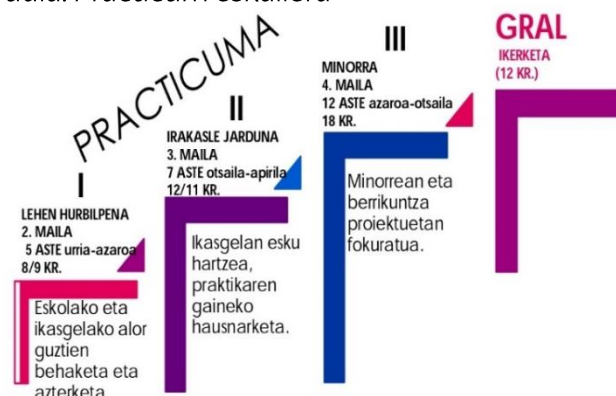 PRACTICUMA
I
LEHEN HURBILPENA
2. MAILA
5 ASTE urria-azaroa
8/9 KR.
Eskolako eta
ikasgelako alor
guztien
behaketa eta
azterketa
II
IRAKASLE JARDUNA
3. MAILA
7 ASTE otsaila-apirila
12/11 KR.
Ikasgelan esku
hartzea,
praktikaren
gaineko
hausnarketa.
III
MINORRA
4. MAILA
12 ASTE azaroa-otsaila
18 KR.
Minorrean eta
berrikuntza
proiektuetan
fokuratua.
GRAL
IKERKETA
(12 KR.)